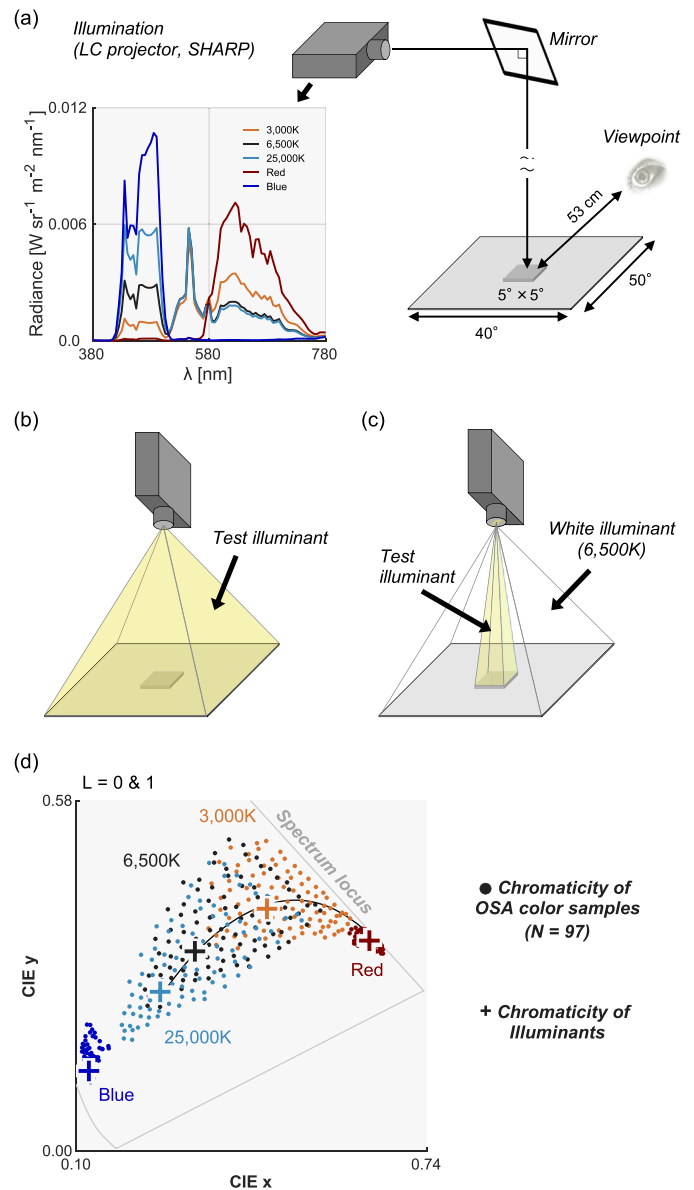 (a)
Illumination
(LC projector, SHARP)
Mirror
Viewpoint
53 cm
5° × 5°
50°
40°
0.012
0.006
0.0
Radiance [W sr⁻¹ m⁻² nm⁻¹]
3,000K
6,500K
25,000K
Red
Blue
380
580
780
λ [nm]
(b)
Test illuminant
(c)
White illuminant
(6,500K)
Test
illuminant
(d)
L = 0 & 1
0.58
3,000K
Spectrum locus
6,500K
Chromaticity of
OSA color samples
(N = 97)
CIE y
Red
25,000K
+ Chromaticity of
Illuminants
Blue
0.00
0.10
0.74
CIE x